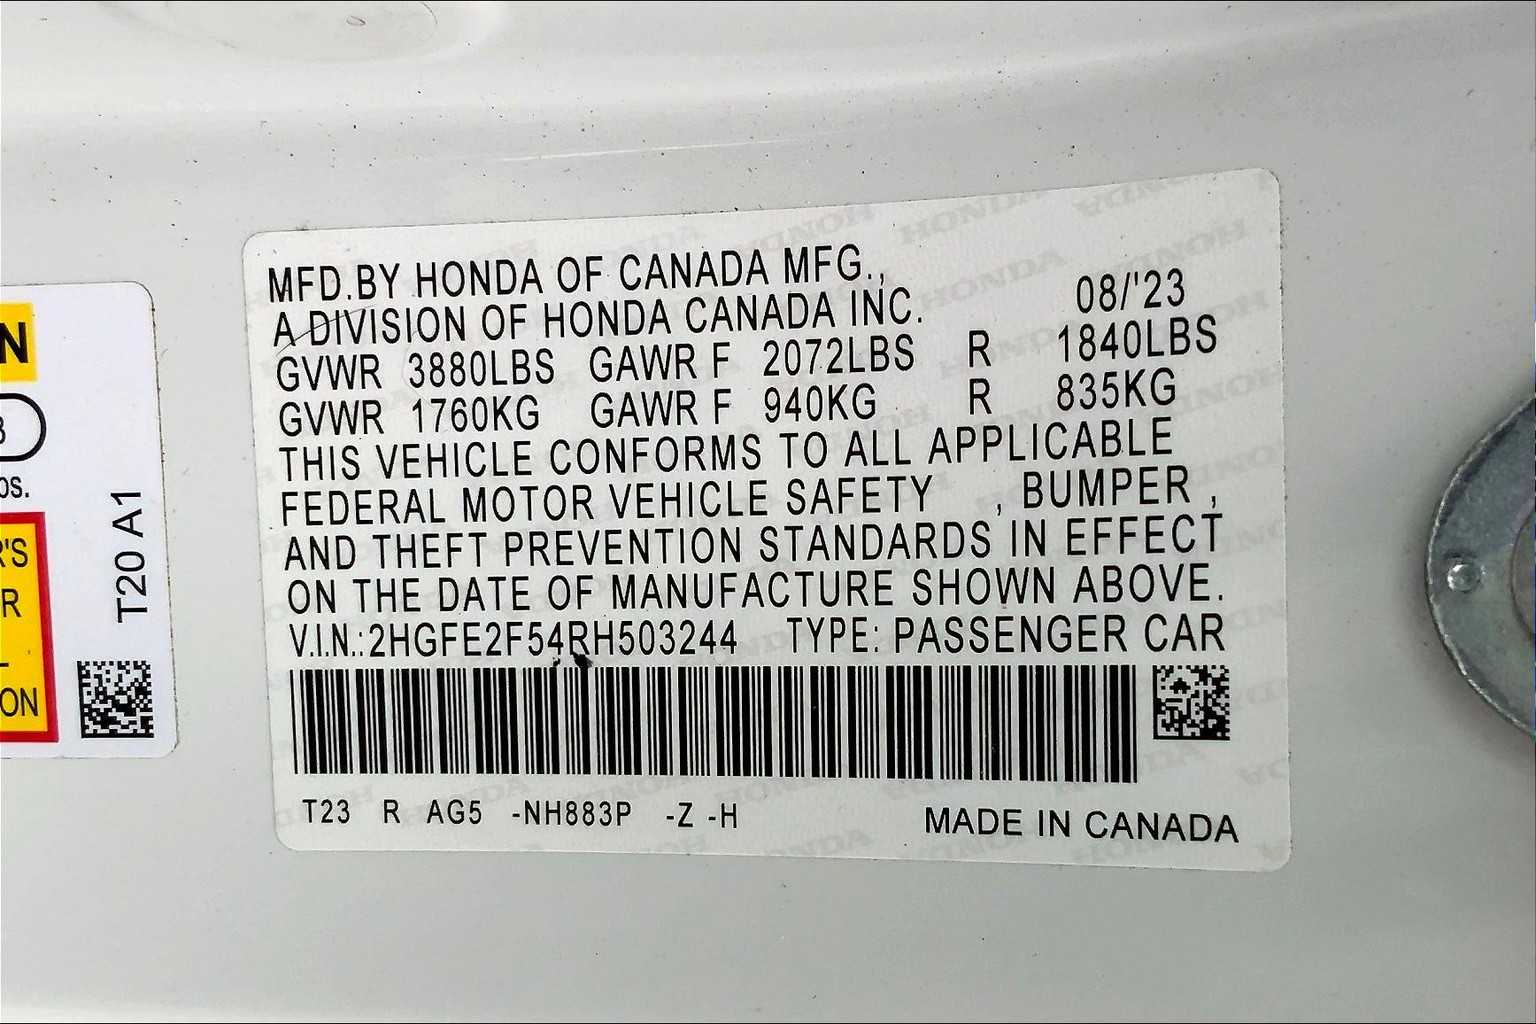 MFD.BY HONDA OF CANADA MFG.,
A DIVISION OF HONDA CANADA INC. 08/'23
GVWR 3880LBS GAWR F 2072LBS R 1840LBS
GVWR 1760KG GAWR F 940KG R 835KG
THIS VEHICLE CONFORMS TO ALL APPLICABLE
FEDERAL MOTOR VEHICLE SAFETY , BUMPER ,
AND THEFT PREVENTION STANDARDS IN EFFECT
ON THE DATE OF MANUFACTURE SHOWN ABOVE.
V.I.N.:2HGFE2F54RH503244 TYPE: PASSENGER CAR
T23 R AG5 -NH883P -Z -H
MADE IN CANADA
T20 A1